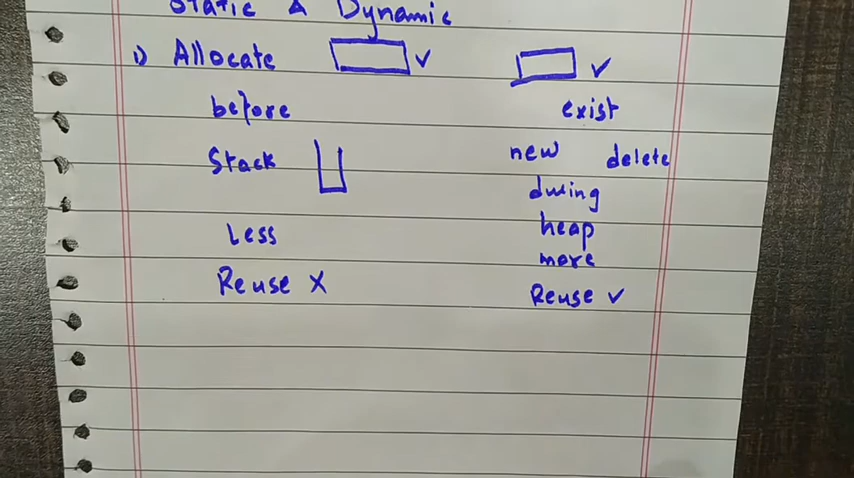 Static & Dynamic
1) Allocate ✓ ✓
before exist
Stack new delete
during
Less heap
more
Reuse X Reuse ✓